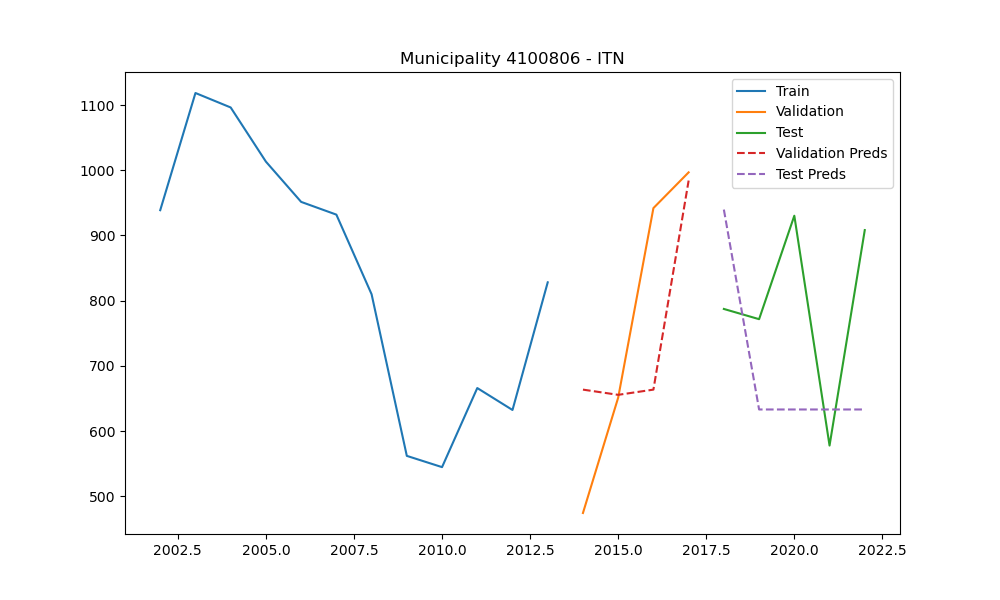 Municipality 4100806 - ITN
Train
Validation
Test
Validation Preds
Test Preds
1100
1000
900
800
700
600
500
2002.5 2005.0 2007.5 2010.0 2012.5 2015.0 2017.5 2020.0 2022.5